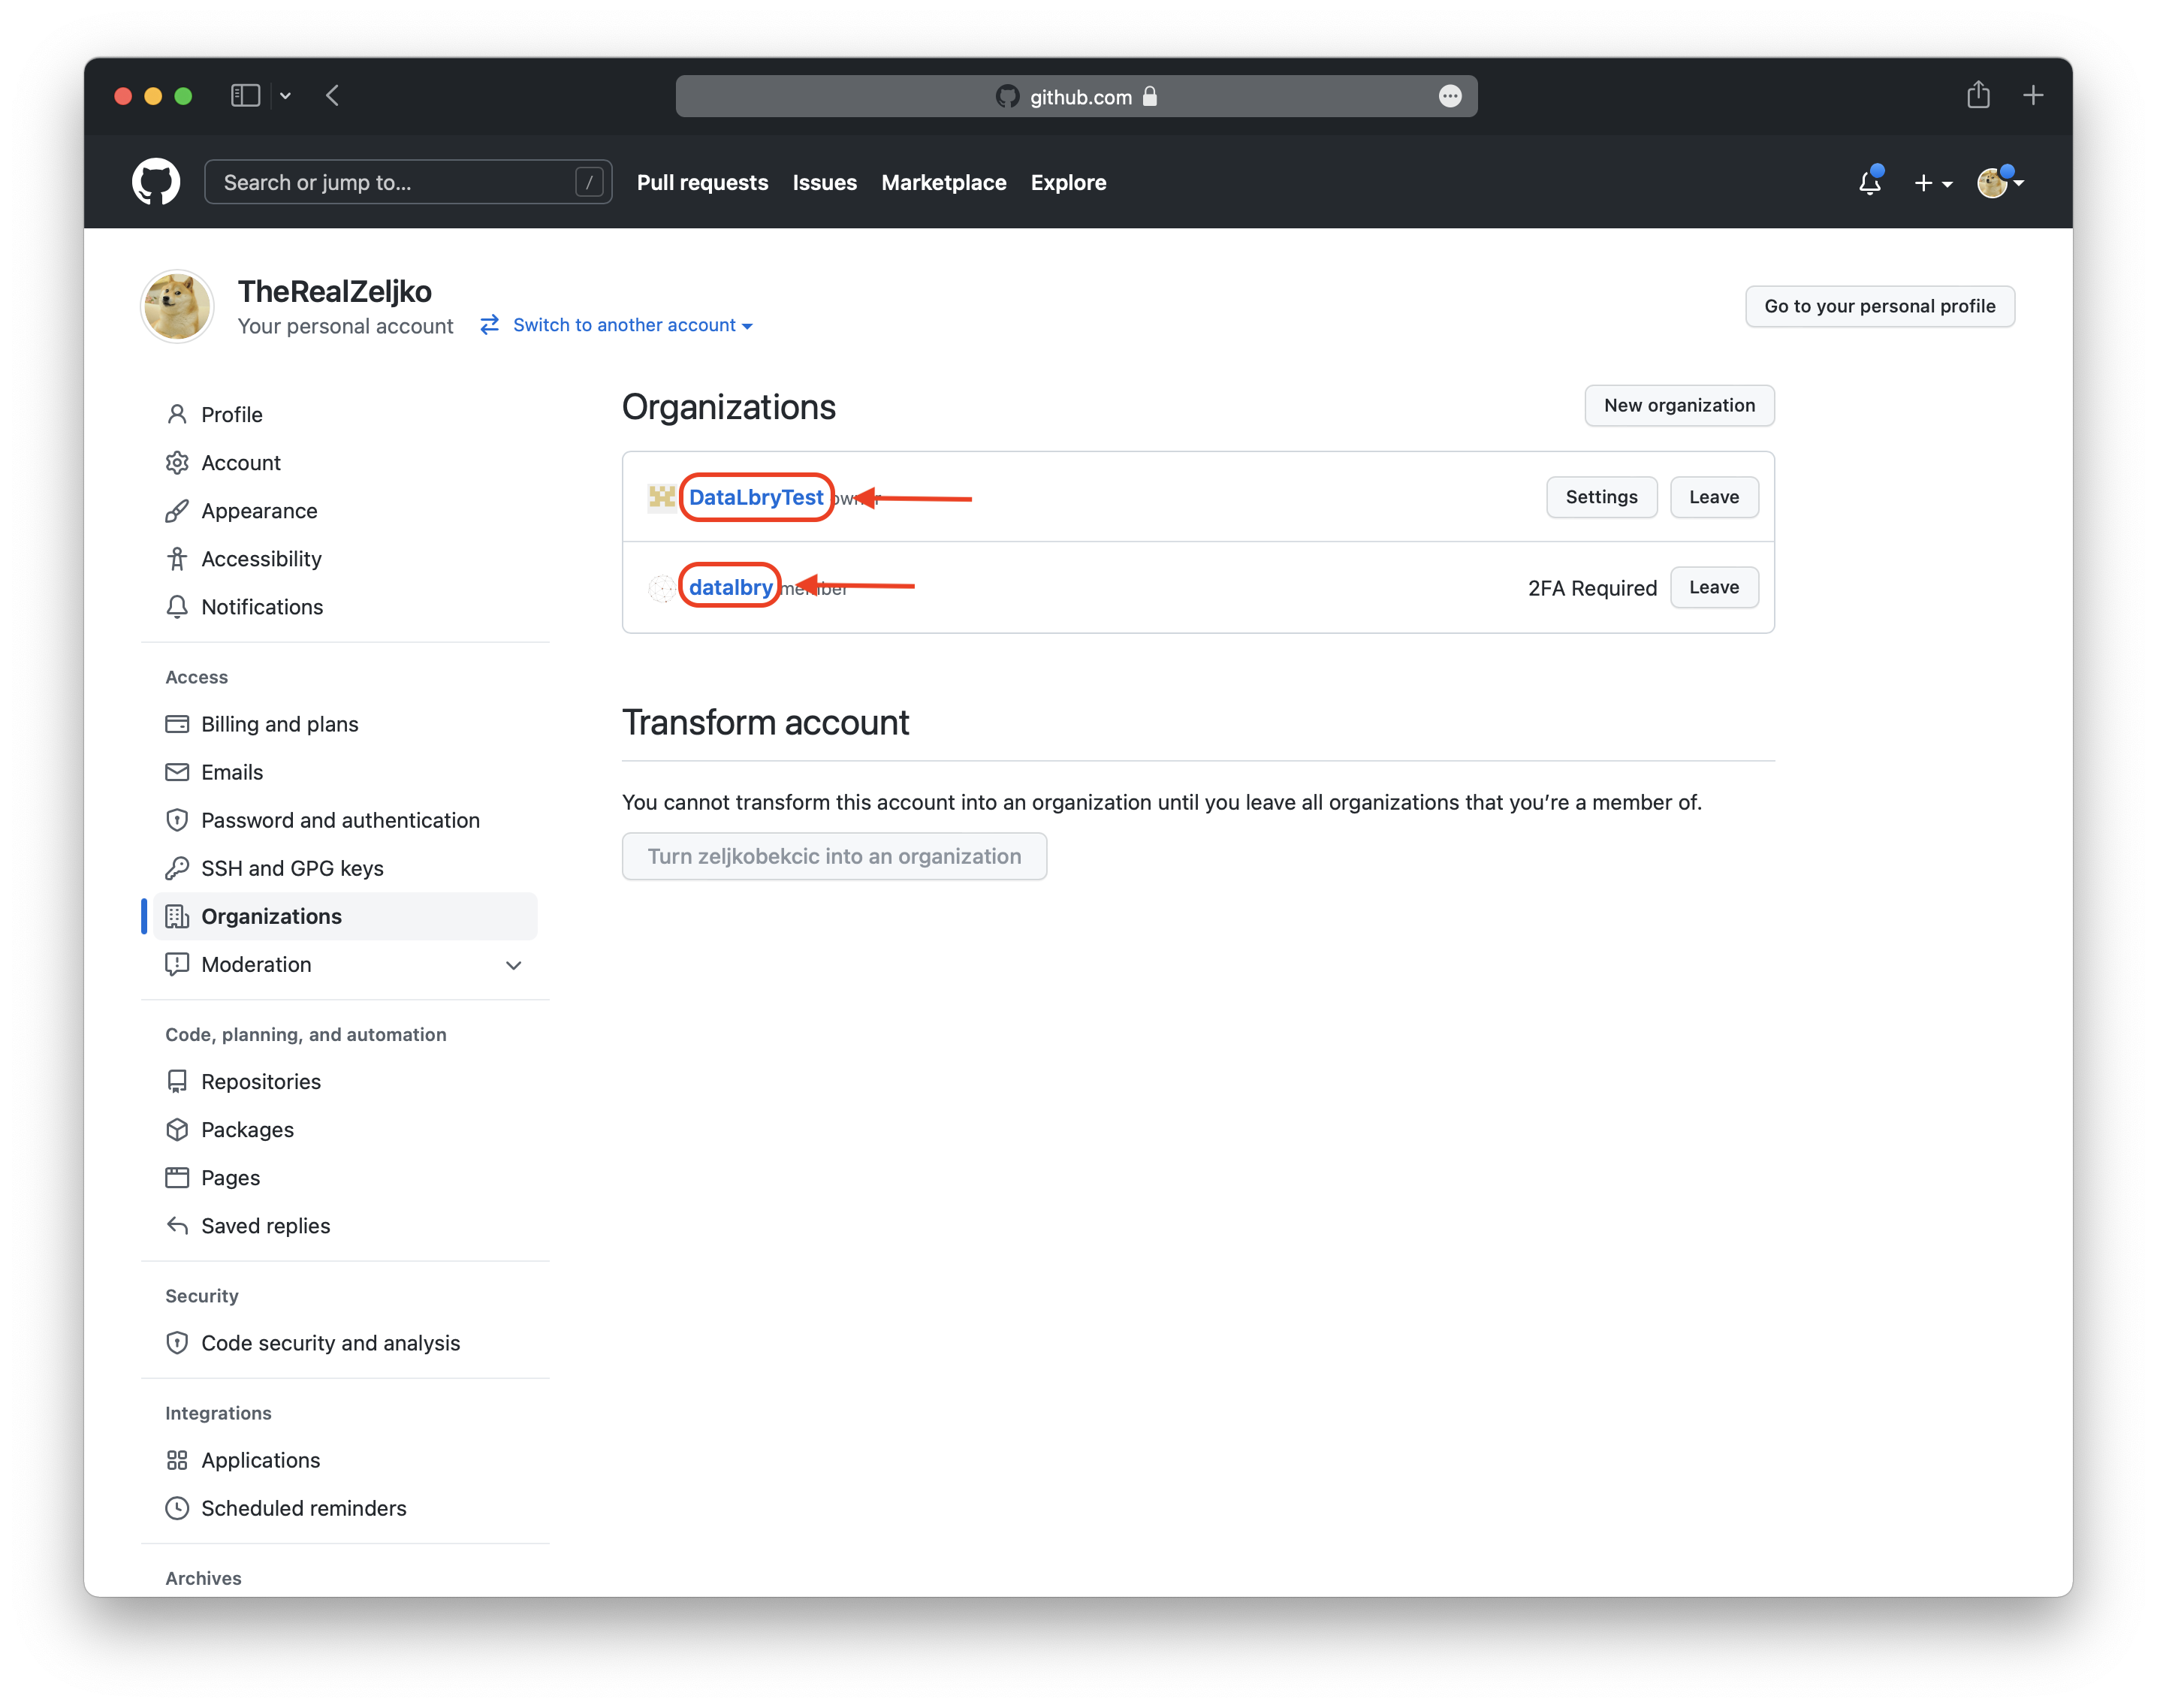 github.com
Search or jump to... /
Pull requests Issues Marketplace Explore
TheRealZeljko
Your personal account Switch to another account
Go to your personal profile
Profile
Account
Appearance
Accessibility
Notifications
Access
Billing and plans
Emails
Password and authentication
SSH and GPG keys
Organizations
Moderation
Code, planning, and automation
Repositories
Packages
Pages
Saved replies
Security
Code security and analysis
Integrations
Applications
Scheduled reminders
Archives
Organizations
New organization
DataLbryTest owner Settings Leave
datalbry member 2FA Required Leave
Transform account
You cannot transform this account into an organization until you leave all organizations that you’re a member of.
Turn zeljkobekcic into an organization